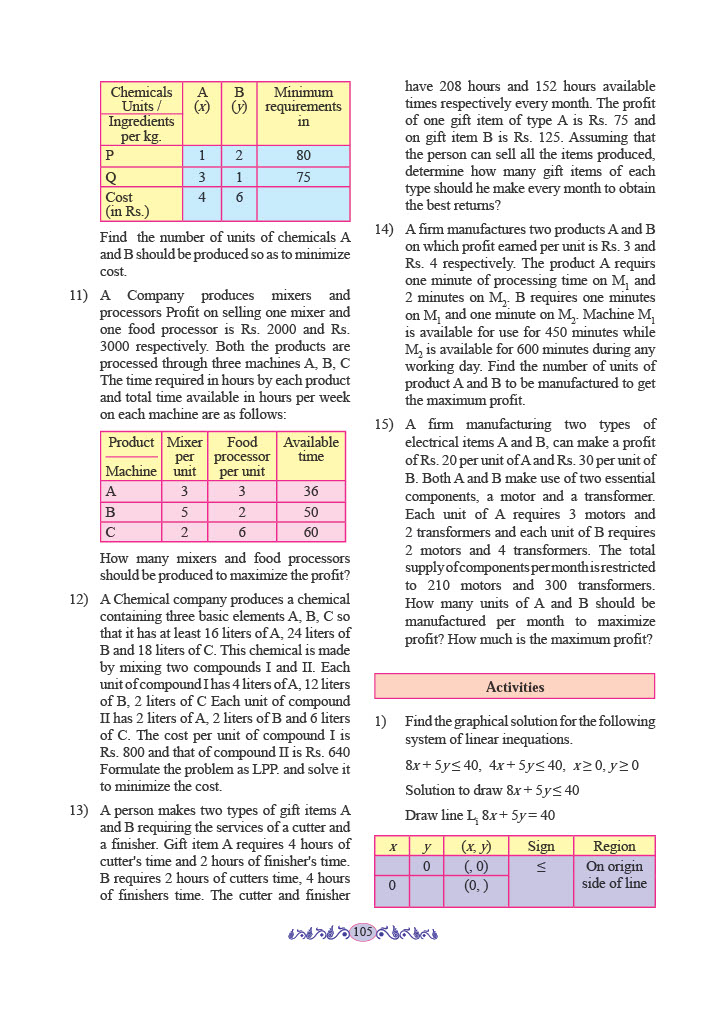 Chemicals A B Minimum
Units / (x) (y) requirements
Ingredients in
per kg.
P 1 2 80
Q 3 1 75
Cost 4 6
(in Rs.)
Find the number of units of chemicals A
and B should be produced so as to minimize
cost.
11) A Company produces mixers and
processors Profit on selling one mixer and
one food processor is Rs. 2000 and Rs.
3000 respectively. Both the products are
processed through three machines A, B, C
The time required in hours by each product
and total time available in hours per week
on each machine are as follows:
Product Mixer Food Available
per processor time
Machine unit per unit
A 3 3 36
B 5 2 50
C 2 6 60
How many mixers and food processors
should be produced to maximize the profit?
12) A Chemical company produces a chemical
containing three basic elements A, B, C so
that it has at least 16 liters of A, 24 liters of
B and 18 liters of C. This chemical is made
by mixing two compounds I and II. Each
unit of compound I has 4 liters of A, 12 liters
of B, 2 liters of C Each unit of compound
II has 2 liters of A, 2 liters of B and 6 liters
of C. The cost per unit of compound I is
Rs. 800 and that of compound II is Rs. 640
Formulate the problem as LPP. and solve it
to minimize the cost.
13) A person makes two types of gift items A
and B requiring the services of a cutter and
a finisher. Gift item A requires 4 hours of
cutter's time and 2 hours of finisher's time.
B requires 2 hours of cutters time, 4 hours
of finishers time. The cutter and finisher
have 208 hours and 152 hours available
times respectively every month. The profit
of one gift item of type A is Rs. 75 and
on gift item B is Rs. 125. Assuming that
the person can sell all the items produced,
determine how many gift items of each
type should he make every month to obtain
the best returns?
14) A firm manufactures two products A and B
on which profit earned per unit is Rs. 3 and
Rs. 4 respectively. The product A requirs
one minute of processing time on M1 and
2 minutes on M2. B requires one minutes
on M1 and one minute on M2. Machine M1
is available for use for 450 minutes while
M2 is available for 600 minutes during any
working day. Find the number of units of
product A and B to be manufactured to get
the maximum profit.
15) A firm manufacturing two types of
electrical items A and B, can make a profit
of Rs. 20 per unit of A and Rs. 30 per unit of
B. Both A and B make use of two essential
components, a motor and a transformer.
Each unit of A requires 3 motors and
2 transformers and each unit of B requires
2 motors and 4 transformers. The total
supply of components per month is restricted
to 210 motors and 300 transformers.
How many units of A and B should be
manufactured per month to maximize
profit? How much is the maximum profit?
Activities
1) Find the graphical solution for the following
system of linear inequations.
8x + 5y ≤ 40, 4x + 5y ≤ 40, x ≥ 0, y ≥ 0
Solution to draw 8x + 5y ≤ 40
Draw line L1 8x + 5y = 40
x y (x, y) Sign Region
0 (, 0) ≤ On origin
0 (0, ) side of line
105